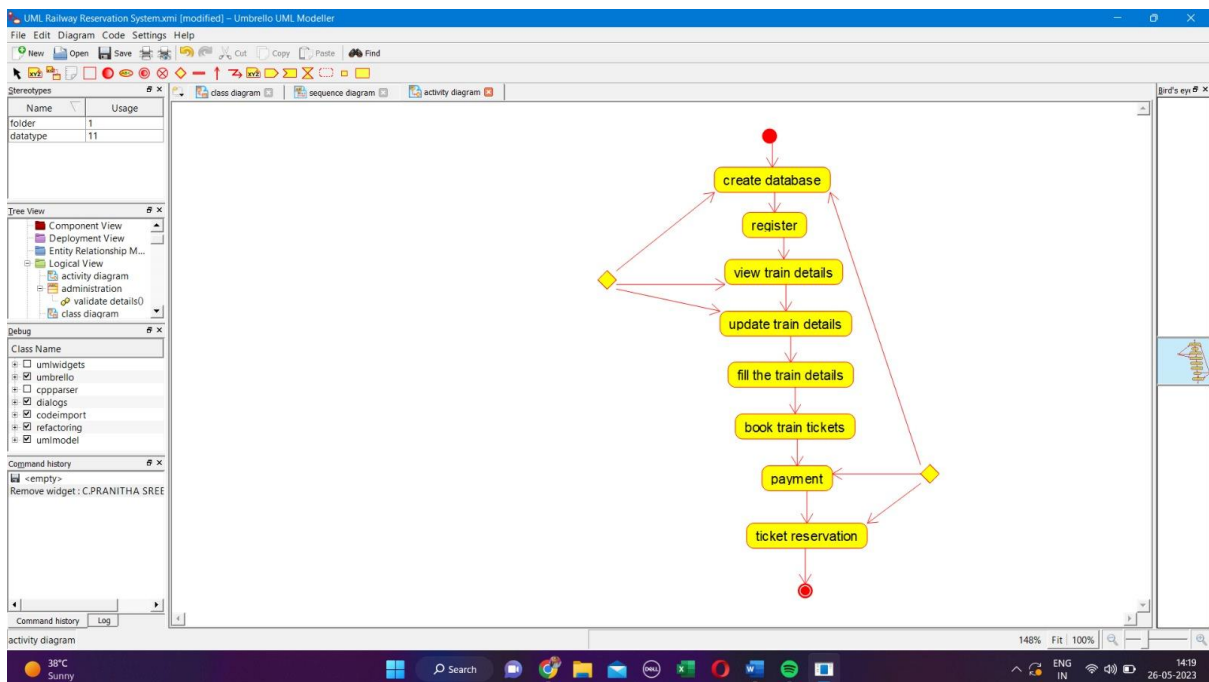 UML Railway Reservation System.xmi [modified] – Umbrello UML Modeller
File Edit Diagram Code Settings Help
New Open Save Cut Copy Paste Find
class diagram sequence diagram activity diagram
Stereotypes
Name Usage
folder 1
datatype 11
Tree View
Component View
Deployment View
Entity Relationship M...
Logical View
activity diagram
administration
validate details()
class diagram
Debug
Class Name
umlwidgets
umbrello
cppparser
dialogs
codeimport
refactoring
umlmodel
Command history
<empty>
Remove widget : C.PRANITHA SREE
Command history Log
create database
register
view train details
update train details
fill the train details
book train tickets
payment
ticket reservation
Bird's eye
activity diagram
148% Fit 100%
38°C
Sunny
Search
DELL
ENG
IN
14:19
26-05-2023